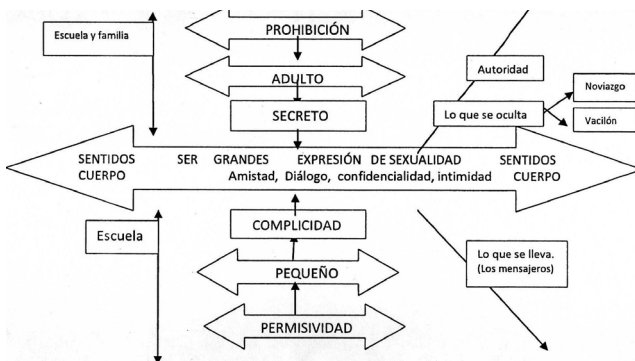 PROHIBICIÓN
Escuela y familia
ADULTO
Autoridad
Noviazgo
SECRETO
Lo que se oculta
Vacilón
SENTIDOS SER GRANDES EXPRESIÓN DE SEXUALIDAD SENTIDOS
CUERPO Amistad, Diálogo, confidencialidad, intimidad CUERPO
COMPLICIDAD
Escuela
Lo que se lleva.
(Los mensajeros)
PEQUEÑO
PERMISIVIDAD